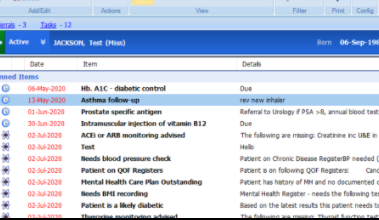 Add/Edit Actions View Filter Print Config
Tasks - 12
Active JACKSON, Test (Miss) Born 06-Sep-198
Date Item Details
nned Items
06-May-2020 Hb. A1C - diabetic control Due
13-May-2020 Asthma follow-up rev new inhaler
01-Jun-2020 Prostate specific antigen Referral to Urology if PSA >8, annual blood test
30-Jun-2020 Intramuscular injection of vitamin B12 Due
02-Jul-2020 ACEi or ARB monitoring advised The following are missing: Creatinine inc U&E in
02-Jul-2020 Test Hello
02-Jul-2020 Needs blood pressure check Patient on Chronic Disease RegisterBP needed (
02-Jul-2020 Patient on QOF Registers Patient is on following QOF Registers: Canc
02-Jul-2020 Mental Health Care Plan Outstanding Patient has history of MH and no documented c
02-Jul-2020 Needs BMI recording Mental Health Register - needs the following tes
02-Jul-2020 Patient is a likely diabetic Based on the latest results this patient needs to
02-Jul-2020 Thyroxine monitoring advised The following are missing: Thyroid function test